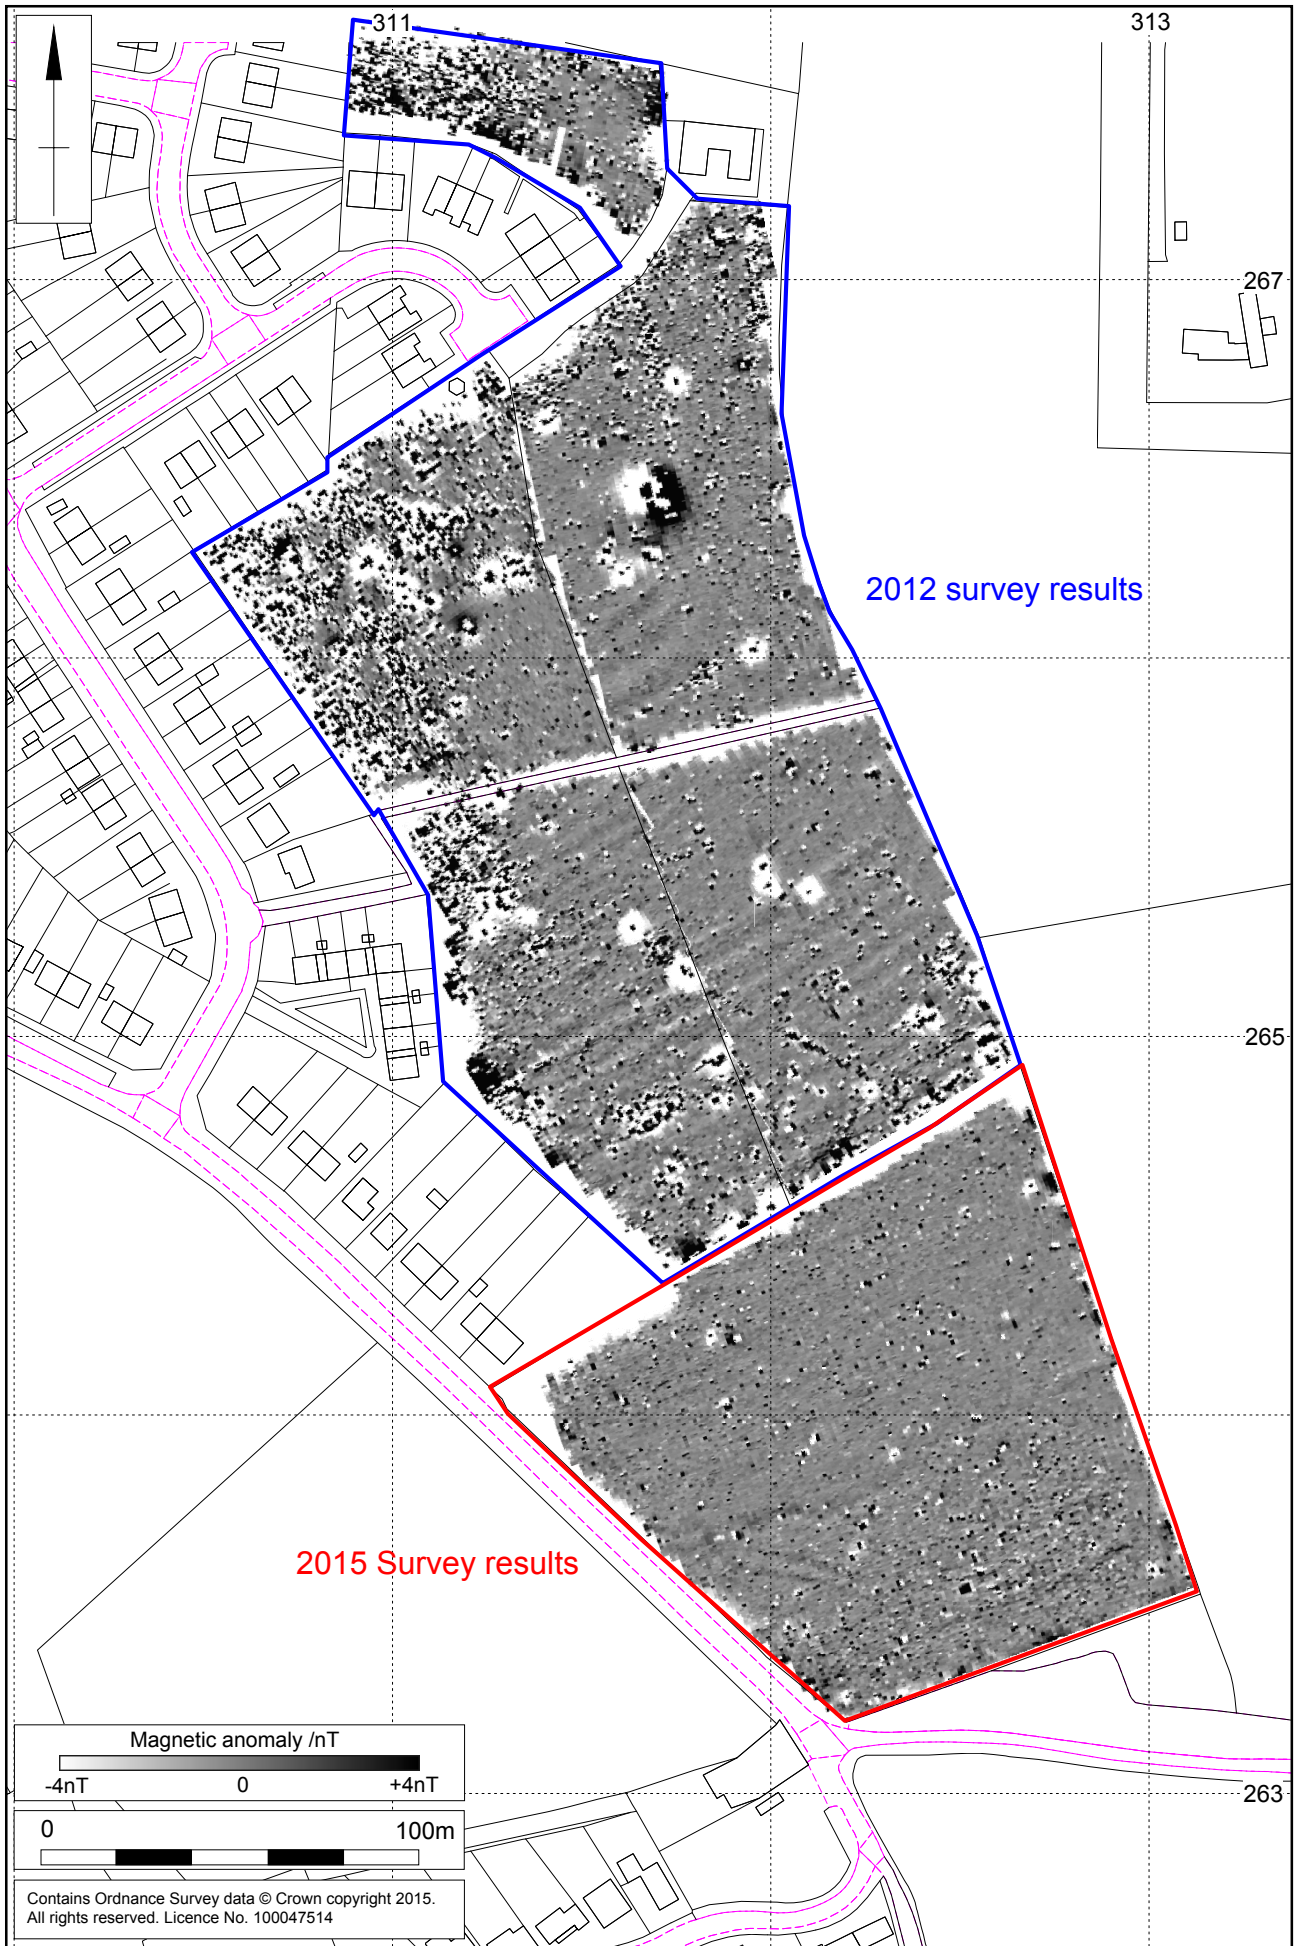 311
313
267
2012 survey results
265
2015 Survey results
Magnetic anomaly /nT
-4nT 0 +4nT
263
0 100m
Contains Ordnance Survey data © Crown copyright 2015.
All rights reserved. Licence No. 100047514